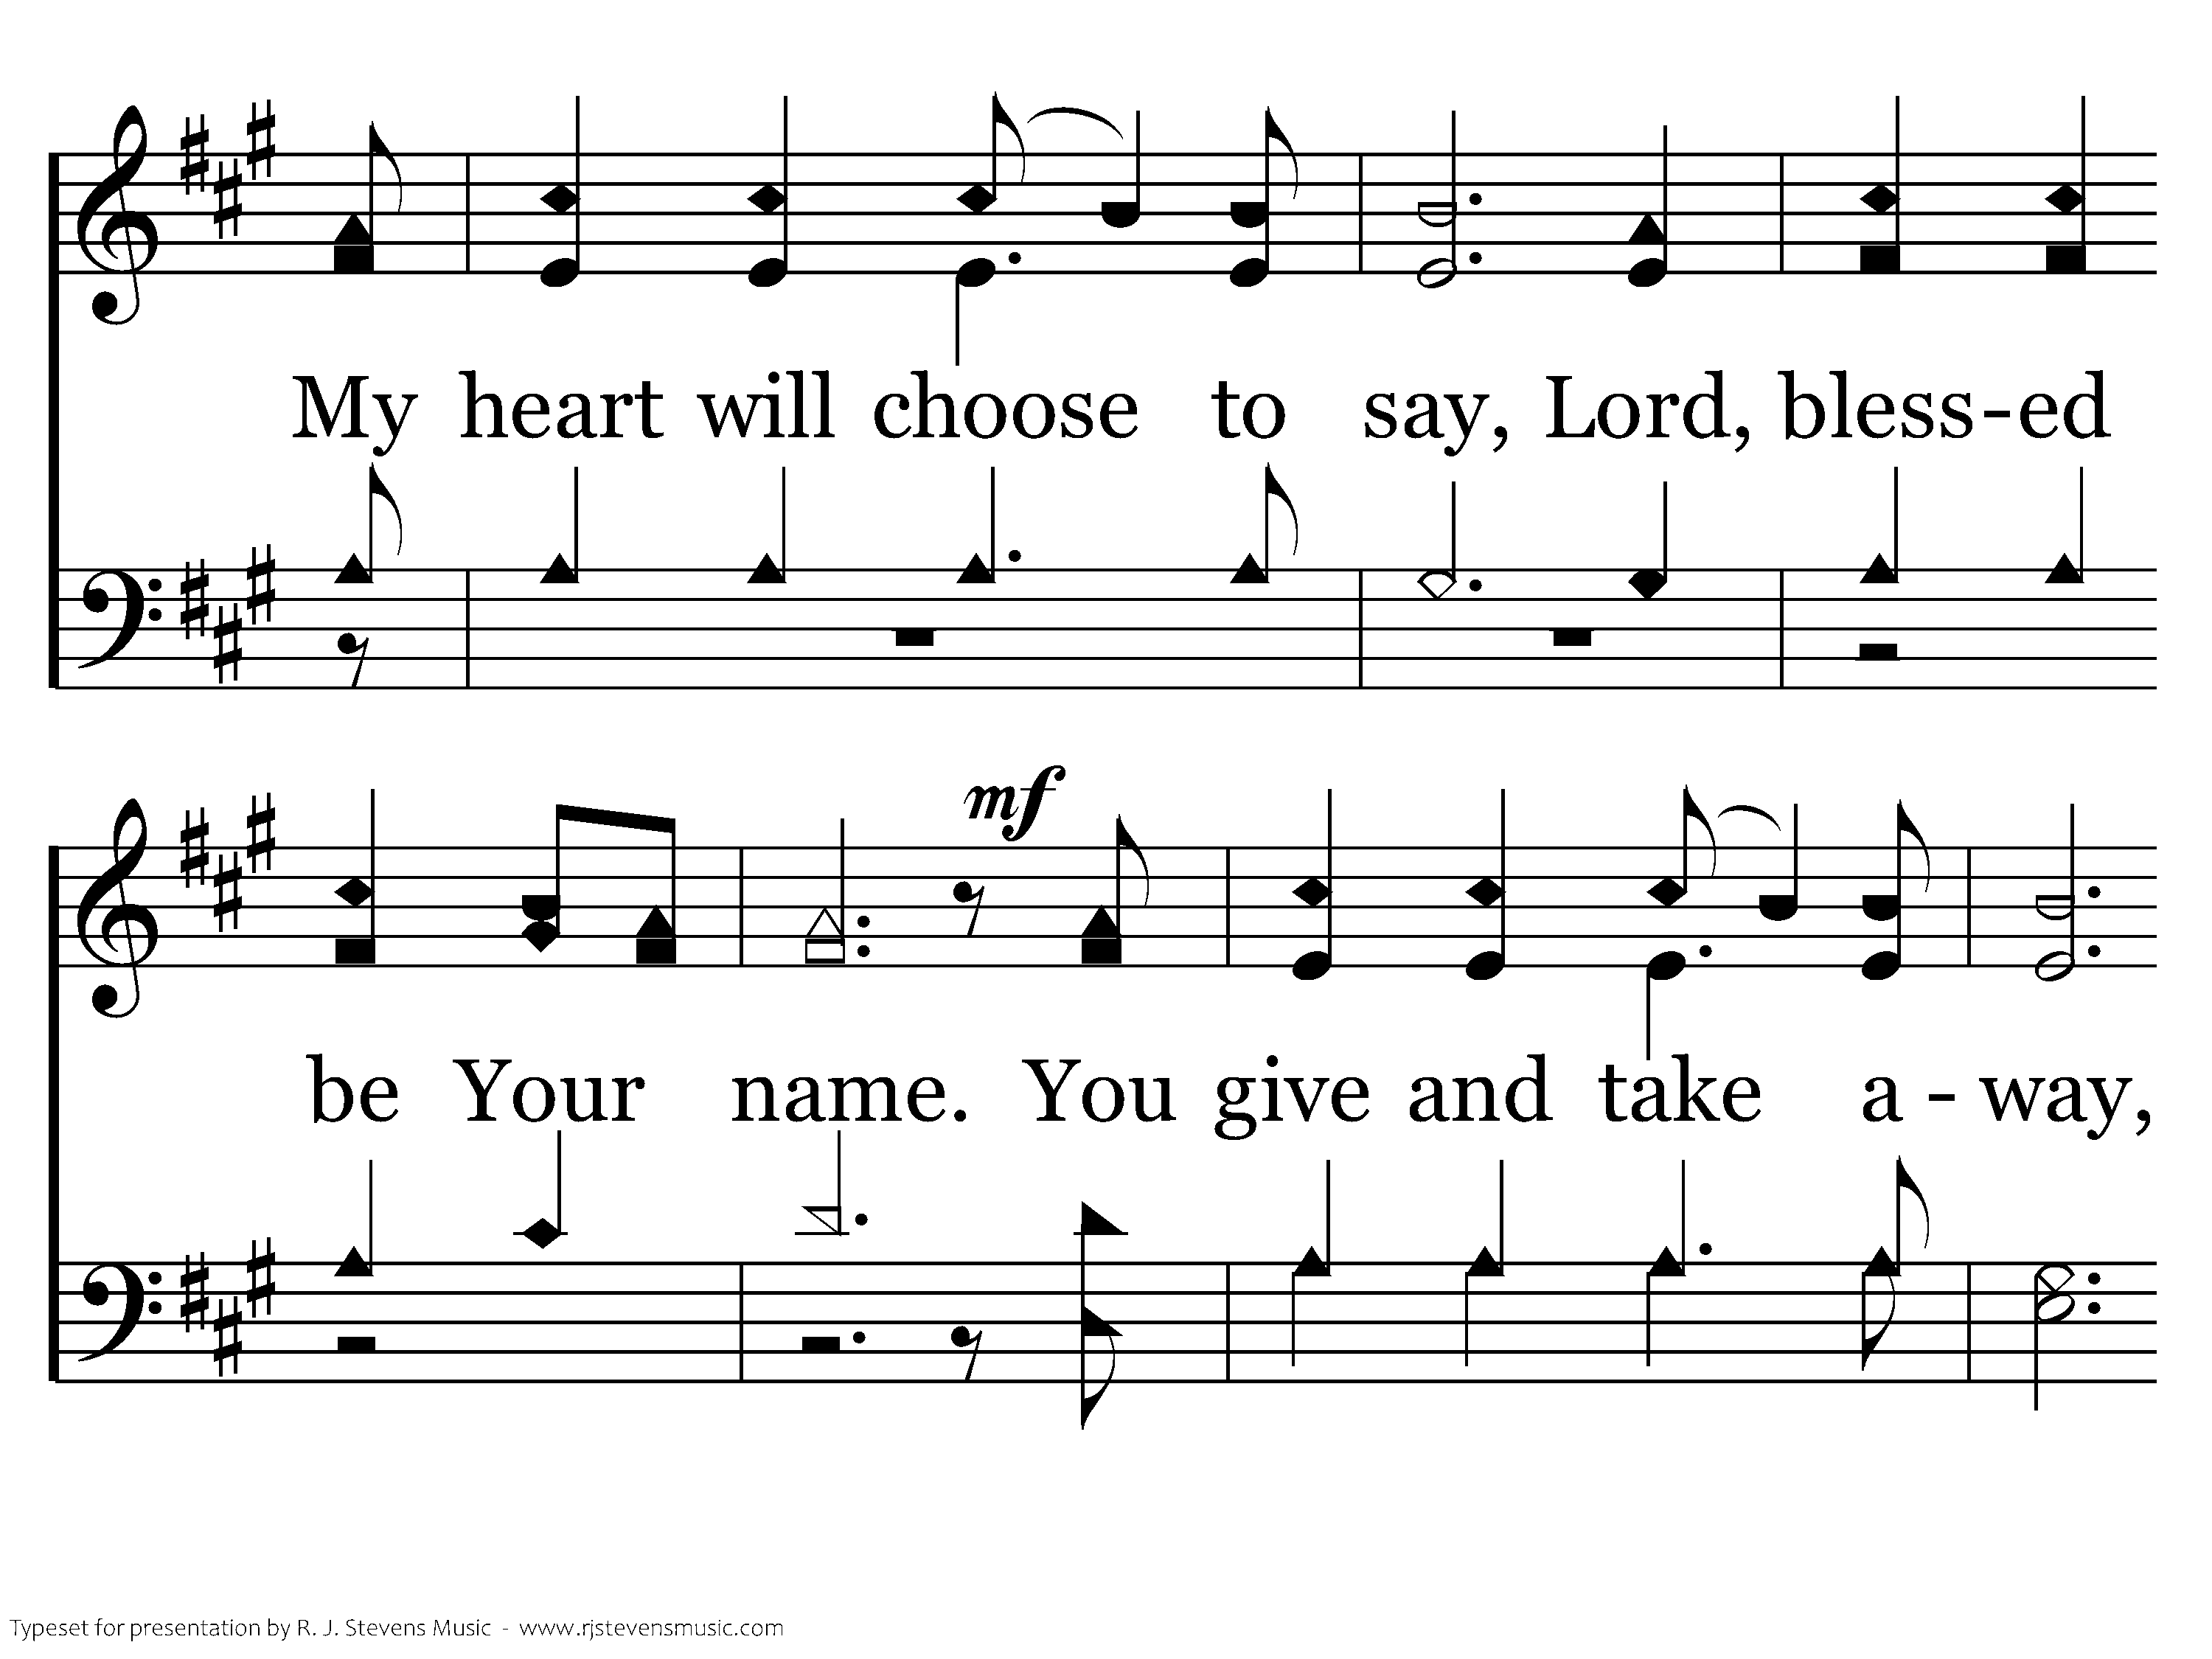 My heart will choose to say, Lord, bless-ed
mf
be Your name. You give and take a - way,
Typeset for presentation by R. J. Stevens Music - www.rjstevensmusic.com